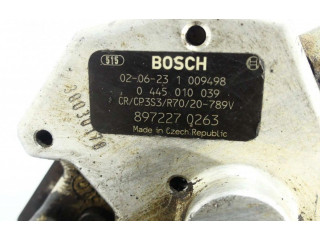 515
BOSCH
02-06-23 1 009498
0 445 010 039
CR/CP3S3/R70/20-789V
897227 0263
Made in Czech Republic